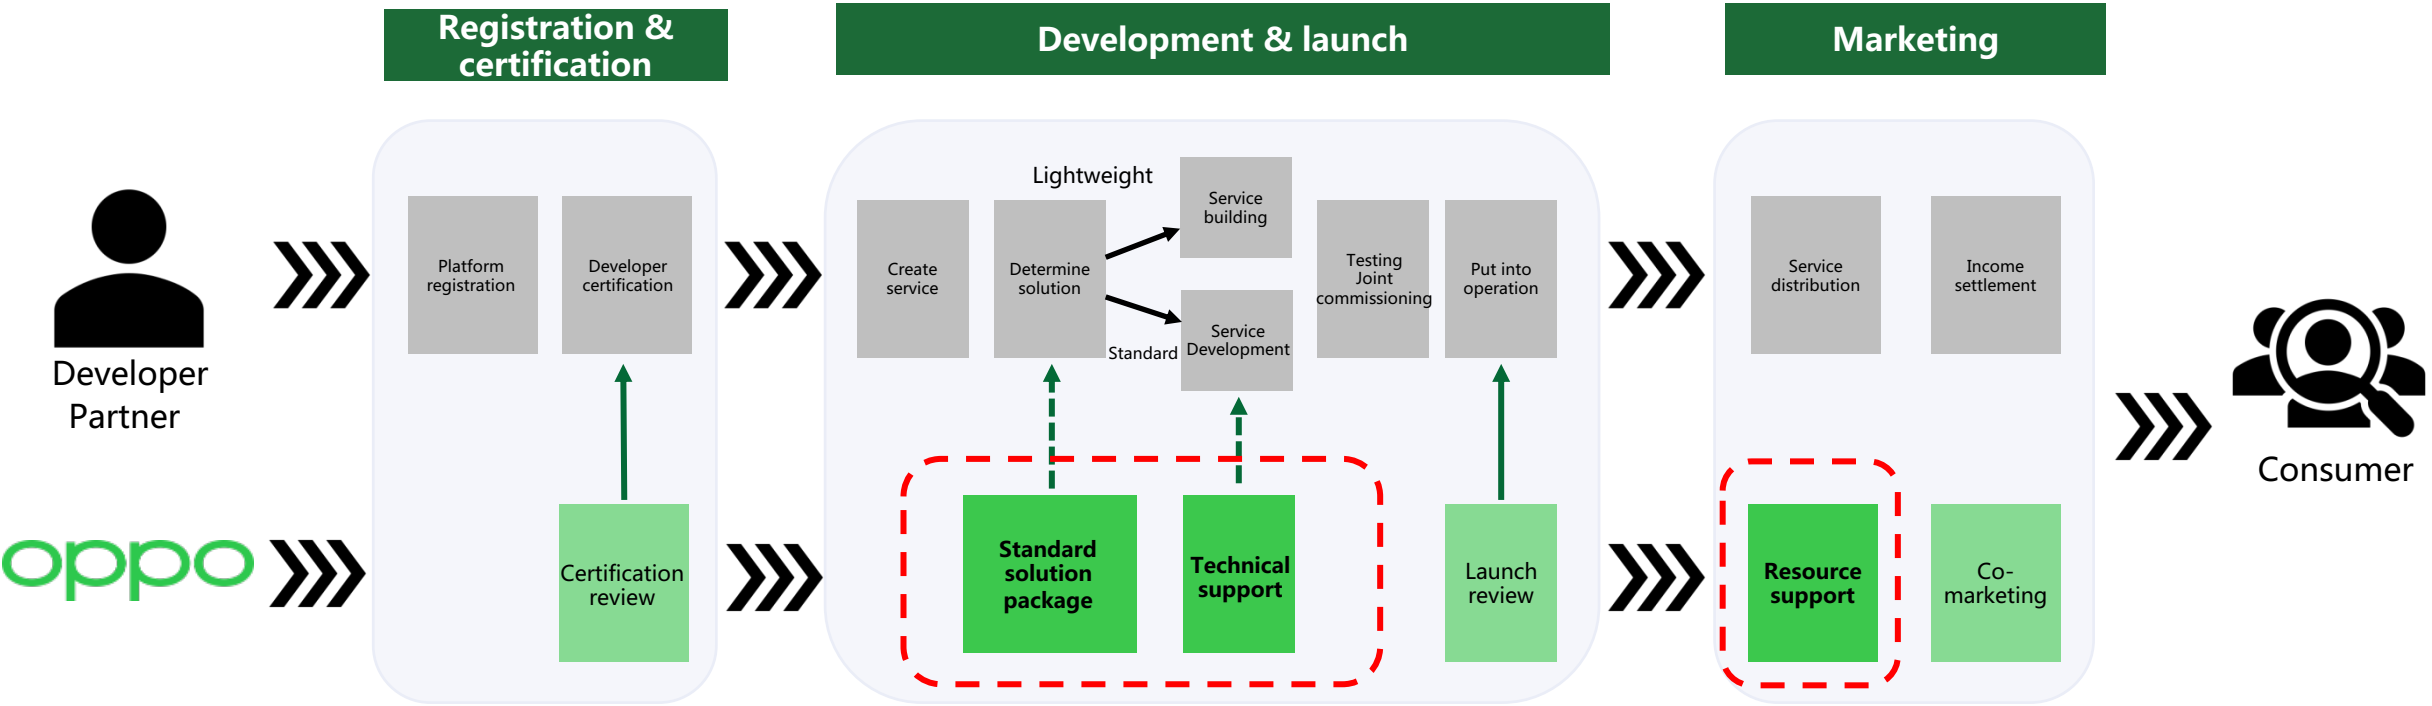 Registration &
certification
Development & launch
Marketing
Developer
Partner
oppo
Platform
registration
Developer
certification
Certification
review
Create
service
Determine
solution
Lightweight
Standard
Service
building
Service
Development
Testing
Joint
commissioning
Put into
operation
Standard
solution
package
Technical
support
Launch
review
Service
distribution
Income
settlement
Resource
support
Co-
marketing
Consumer